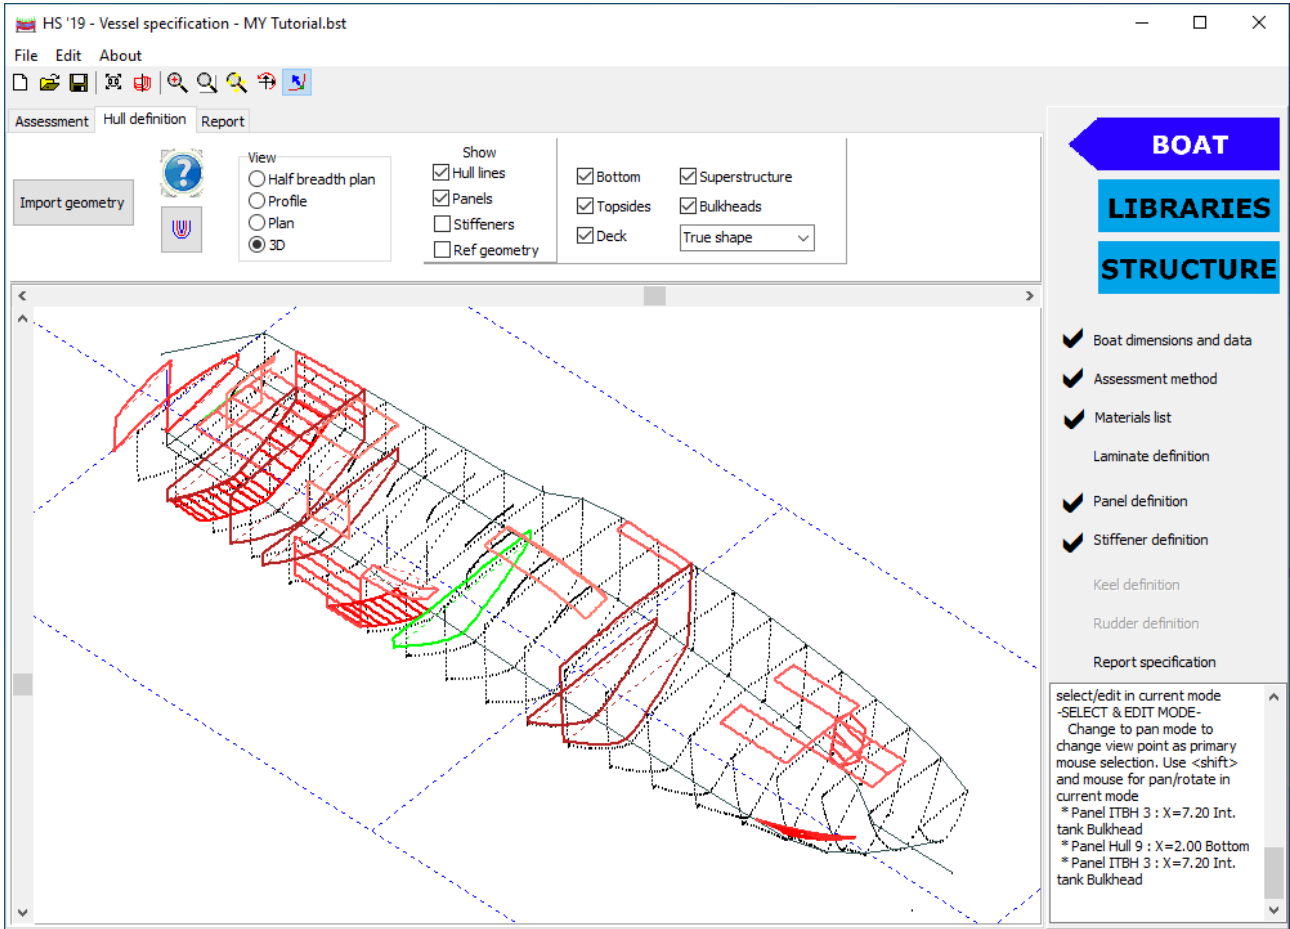 HS '19 - Vessel specification - MY Tutorial.bst
File Edit About
Assessment Hull definition Report
Import geometry
View
Half breadth plan
Profile
Plan
3D
Show
Hull lines
Panels
Stiffeners
Ref geometry
Bottom
Topsides
Deck
Superstructure
Bulkheads
True shape
BOAT
LIBRARIES
STRUCTURE
Boat dimensions and data
Assessment method
Materials list
Laminate definition
Panel definition
Stiffener definition
Keel definition
Rudder definition
Report specification
select/edit in current mode
-SELECT & EDIT MODE-
Change to pan mode to
change view point as primary
mouse selection. Use <shift>
and mouse for pan/rotate in
current mode
* Panel ITBH 3 : X=7.20 Int.
tank Bulkhead
* Panel Hull 9 : X=2.00 Bottom
* Panel ITBH 3 : X=7.20 Int.
tank Bulkhead